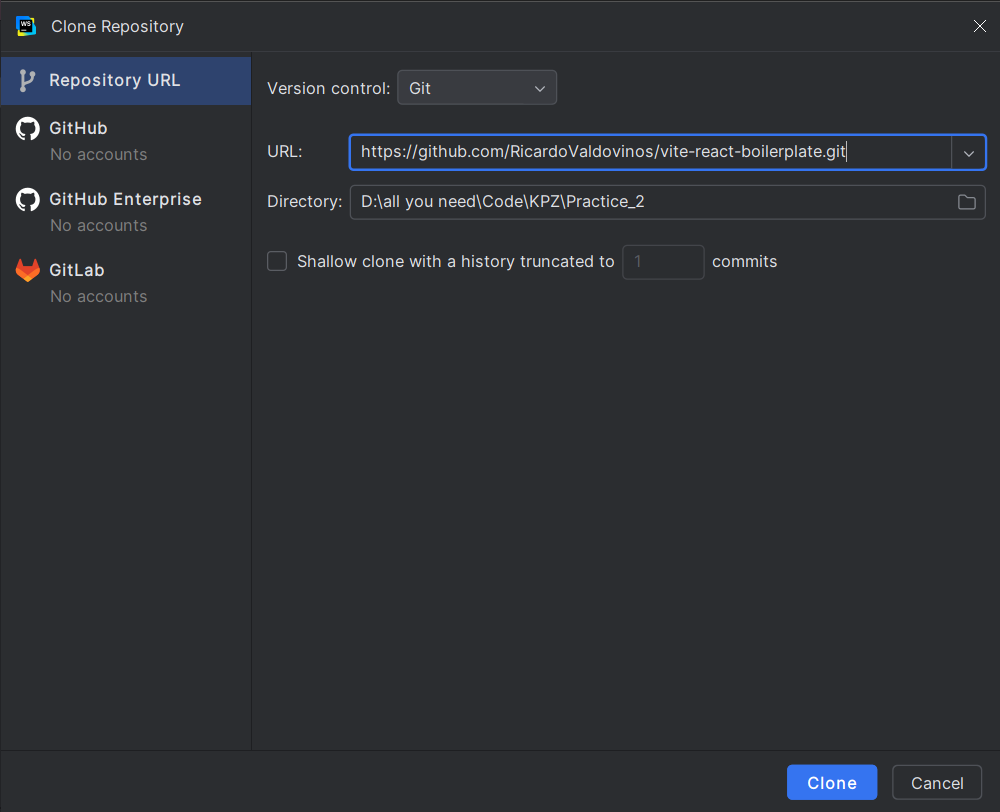 WS
Clone Repository
Repository URL
GitHub
No accounts
GitHub Enterprise
No accounts
GitLab
No accounts
Version control: Git
URL: https://github.com/RicardoValdovinos/vite-react-boilerplate.git
Directory: D:\all you need\Code\KPZ\Practice_2
Shallow clone with a history truncated to 1 commits
Clone Cancel